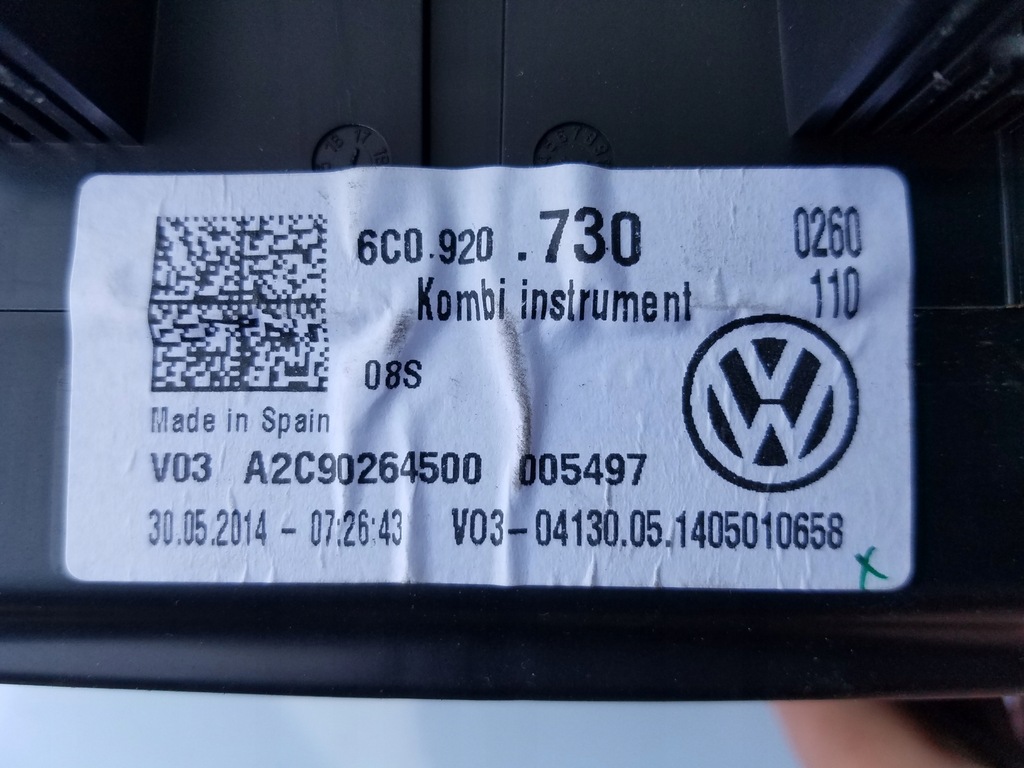 6C0.920 .730
0260
Kombi instrument
110
08S
Made in Spain
V03 A2C90264500 005497
30.05.2014 - 07:26:43 V03-04130.05.1405010658